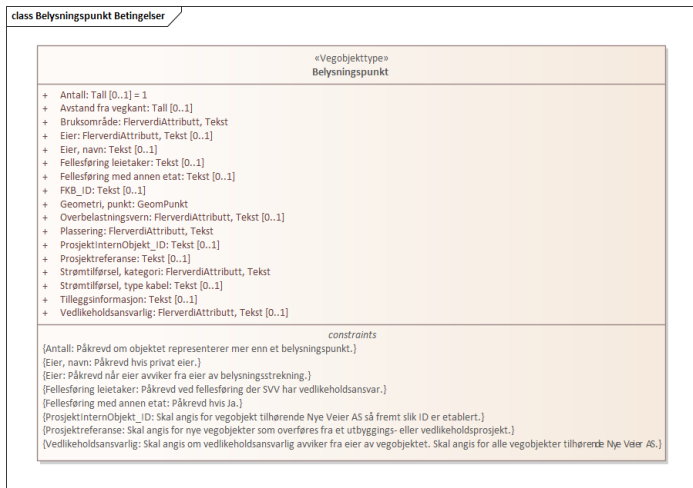 class Belysningspunkt Betingelser
«Vegobjekttype»
Belysningspunkt
+ Antall: Tall [0..1] = 1
+ Avstand fra vegkant: Tall [0..1]
+ Bruksområde: FlerverdiAttributt, Tekst
+ Eier: FlerverdiAttributt, Tekst [0..1]
+ Eier, navn: Tekst [0..1]
+ Fellesføring leietaker: Tekst [0..1]
+ Fellesføring med annen etat: Tekst [0..1]
+ FKB_ID: Tekst [0..1]
+ Geometri, punkt: GeomPunkt
+ Overbelastningsvern: FlerverdiAttributt, Tekst [0..1]
+ Plassering: FlerverdiAttributt, Tekst
+ ProsjektInternObjekt_ID: Tekst [0..1]
+ Prosjektreferanse: Tekst [0..1]
+ Strømtilførsel, kategori: FlerverdiAttributt, Tekst
+ Strømtilførsel, type kabel: Tekst [0..1]
+ Tilleggsinformasjon: Tekst [0..1]
+ Vedlikeholdsansvarlig: FlerverdiAttributt, Tekst [0..1]
constraints
{Antall: Påkrevd om objektet representerer mer enn et belysningspunkt.}
{Eier, navn: Påkrevd hvis privat eier.}
{Eier: Påkrevd når eier avviker fra eier av belysningsstrekning.}
{Fellesføring leietaker: Påkrevd ved fellesføring der SVV har vedlikeholdsansvar.}
{Fellesføring med annen etat: Påkrevd hvis Ja.}
{ProsjektInternObjekt_ID: Skal angis for vegobjekt tilhørende Nye Veier AS så fremt slik ID er etablert.}
{Prosjektreferanse: Skal angis for nye vegobjekter som overføres fra et utbyggings- eller vedlikeholdsprosjekt.}
{Vedlikeholdsansvarlig: Skal angis om vedlikeholdsansvarlig avviker fra eier av vegobjektet. Skal angis for alle vegobjekter tilhørende Nye Veier AS.}